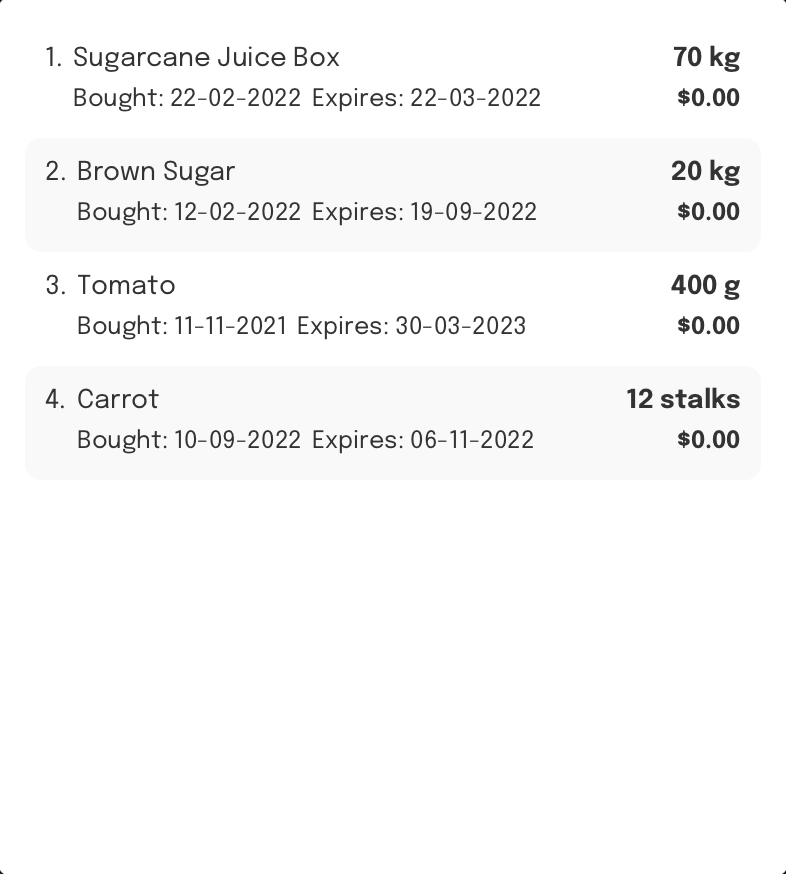 1. Sugarcane Juice Box 70 kg
Bought: 22-02-2022 Expires: 22-03-2022 $0.00
2. Brown Sugar 20 kg
Bought: 12-02-2022 Expires: 19-09-2022 $0.00
3. Tomato 400 g
Bought: 11-11-2021 Expires: 30-03-2023 $0.00
4. Carrot 12 stalks
Bought: 10-09-2022 Expires: 06-11-2022 $0.00